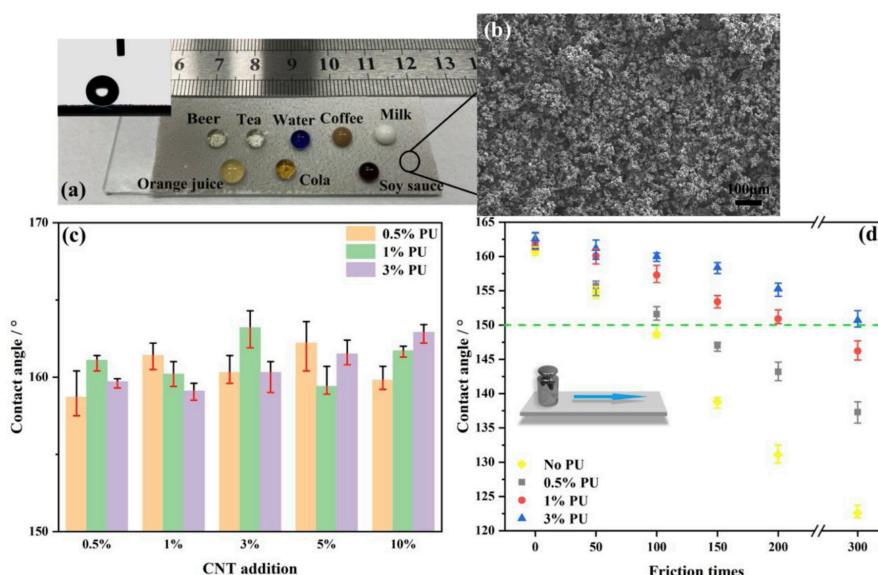 6 7 8 9 10 11 12 13
(b)
Beer Tea Water Coffee Milk
Orange juice Cola Soy sauce
(a)
100μm
(c)
170
160
150
Contact angle / °
0.5% PU
1% PU
3% PU
0.5% 1% 3% 5% 10%
CNT addition
(d)
165
160
155
150
145
140
135
130
125
120
Contact angle / °
No PU
0.5% PU
1% PU
3% PU
0 50 100 150 200 300
Friction times